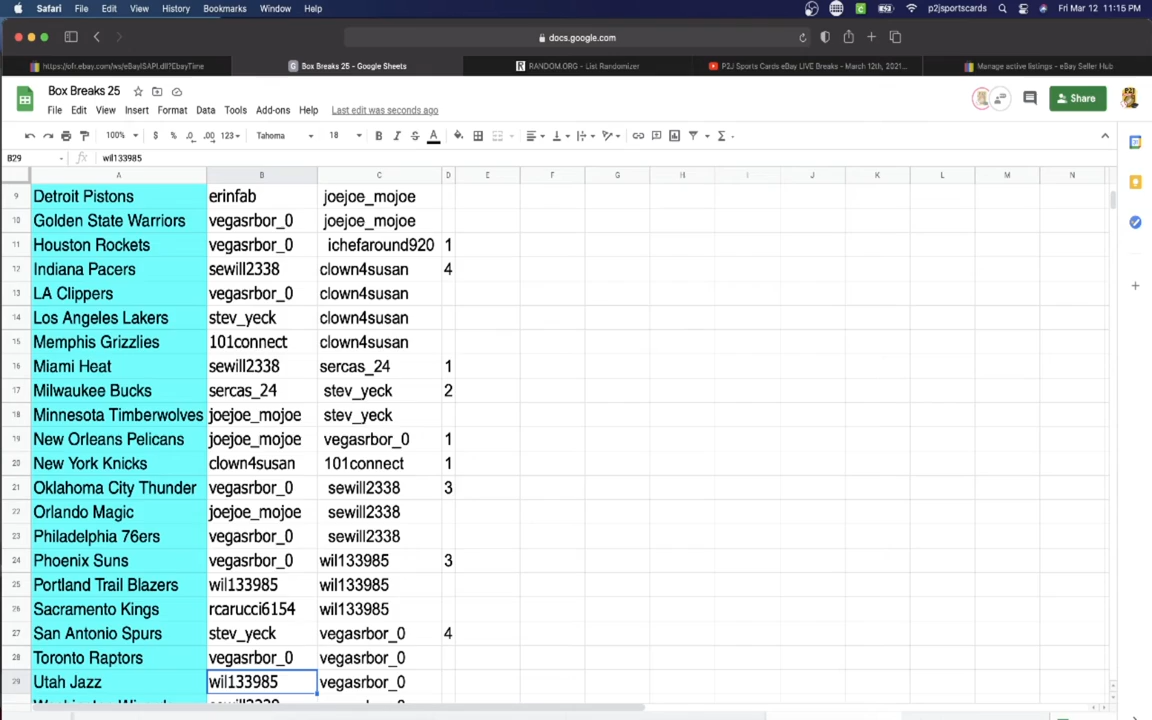 Safari File Edit View History Bookmarks Window Help p2jsportscards Fri Mar 12 11:15 PM
docs.google.com
https://ofr.ebay.com/ws/eBayISAPI.dll?EbayTime Box Breaks 25 - Google Sheets RANDOM.ORG - List Randomizer P2J Sports Cards eBay LIVE Breaks - March 12th, 2021... Manage active listings - eBay Seller Hub
Box Breaks 25
File Edit View Insert Format Data Tools Add-ons Help Last edit was seconds ago Share
100% $ % .0 .00 123 Tahoma 18 B I S A
B29 fx wil133985
A B C D E F G H I J K L M N
9 Detroit Pistons erinfab joejoe_mojoe
10 Golden State Warriors vegasrbor_0 joejoe_mojoe
11 Houston Rockets vegasrbor_0 ichefaround920 1
12 Indiana Pacers sewill2338 clown4susan 4
13 LA Clippers vegasrbor_0 clown4susan
14 Los Angeles Lakers stev_yeck clown4susan
15 Memphis Grizzlies 101connect clown4susan
16 Miami Heat sewill2338 sercas_24 1
17 Milwaukee Bucks sercas_24 stev_yeck 2
18 Minnesota Timberwolves joejoe_mojoe stev_yeck
19 New Orleans Pelicans joejoe_mojoe vegasrbor_0 1
20 New York Knicks clown4susan 101connect 1
21 Oklahoma City Thunder vegasrbor_0 sewill2338 3
22 Orlando Magic joejoe_mojoe sewill2338
23 Philadelphia 76ers vegasrbor_0 sewill2338
24 Phoenix Suns vegasrbor_0 wil133985 3
25 Portland Trail Blazers wil133985 wil133985
26 Sacramento Kings rcarucci6154 wil133985
27 San Antonio Spurs stev_yeck vegasrbor_0 4
28 Toronto Raptors vegasrbor_0 vegasrbor_0
29 Utah Jazz wil133985 vegasrbor_0